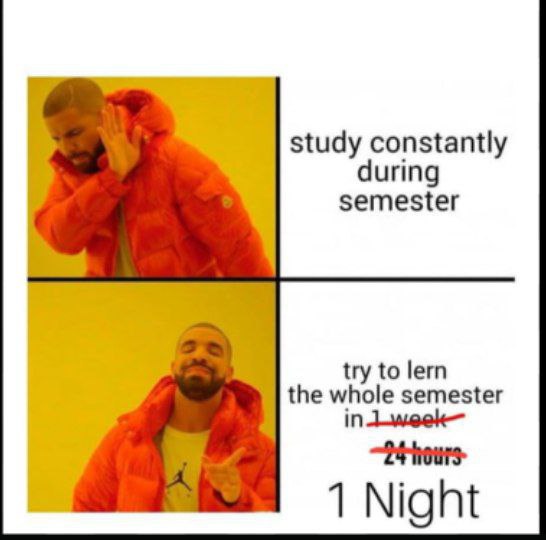 study constantly
during
semester
try to lern
the whole semester
in 1 week
24 hours
1 Night